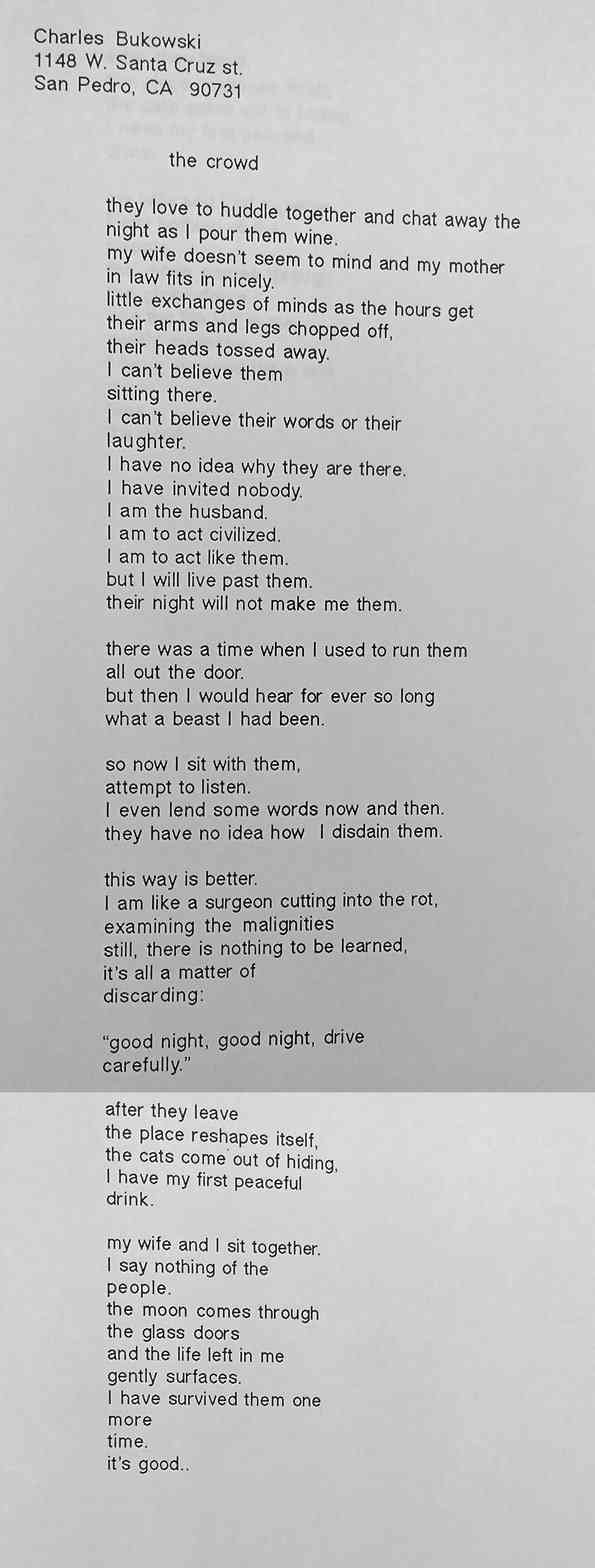 Charles Bukowski
1148 W. Santa Cruz st.
San Pedro, CA 90731
the crowd
they love to huddle together and chat away the
night as I pour them wine.
my wife doesn't seem to mind and my mother
in law fits in nicely.
little exchanges of minds as the hours get
their arms and legs chopped off,
their heads tossed away.
I can't believe them
sitting there.
I can't believe their words or their
laughter.
I have no idea why they are there.
I have invited nobody.
I am the husband.
I am to act civilized.
I am to act like them.
but I will live past them.
their night will not make me them.
there was a time when I used to run them
all out the door.
but then I would hear for ever so long
what a beast I had been.
so now I sit with them,
attempt to listen.
I even lend some words now and then.
they have no idea how I disdain them.
this way is better.
I am like a surgeon cutting into the rot,
examining the malignities
still, there is nothing to be learned,
it's all a matter of
discarding:
“good night, good night, drive
carefully.”
after they leave
the place reshapes itself,
the cats come out of hiding,
I have my first peaceful
drink.
my wife and I sit together.
I say nothing of the
people.
the moon comes through
the glass doors
and the life left in me
gently surfaces.
I have survived them one
more
time.
it's good..